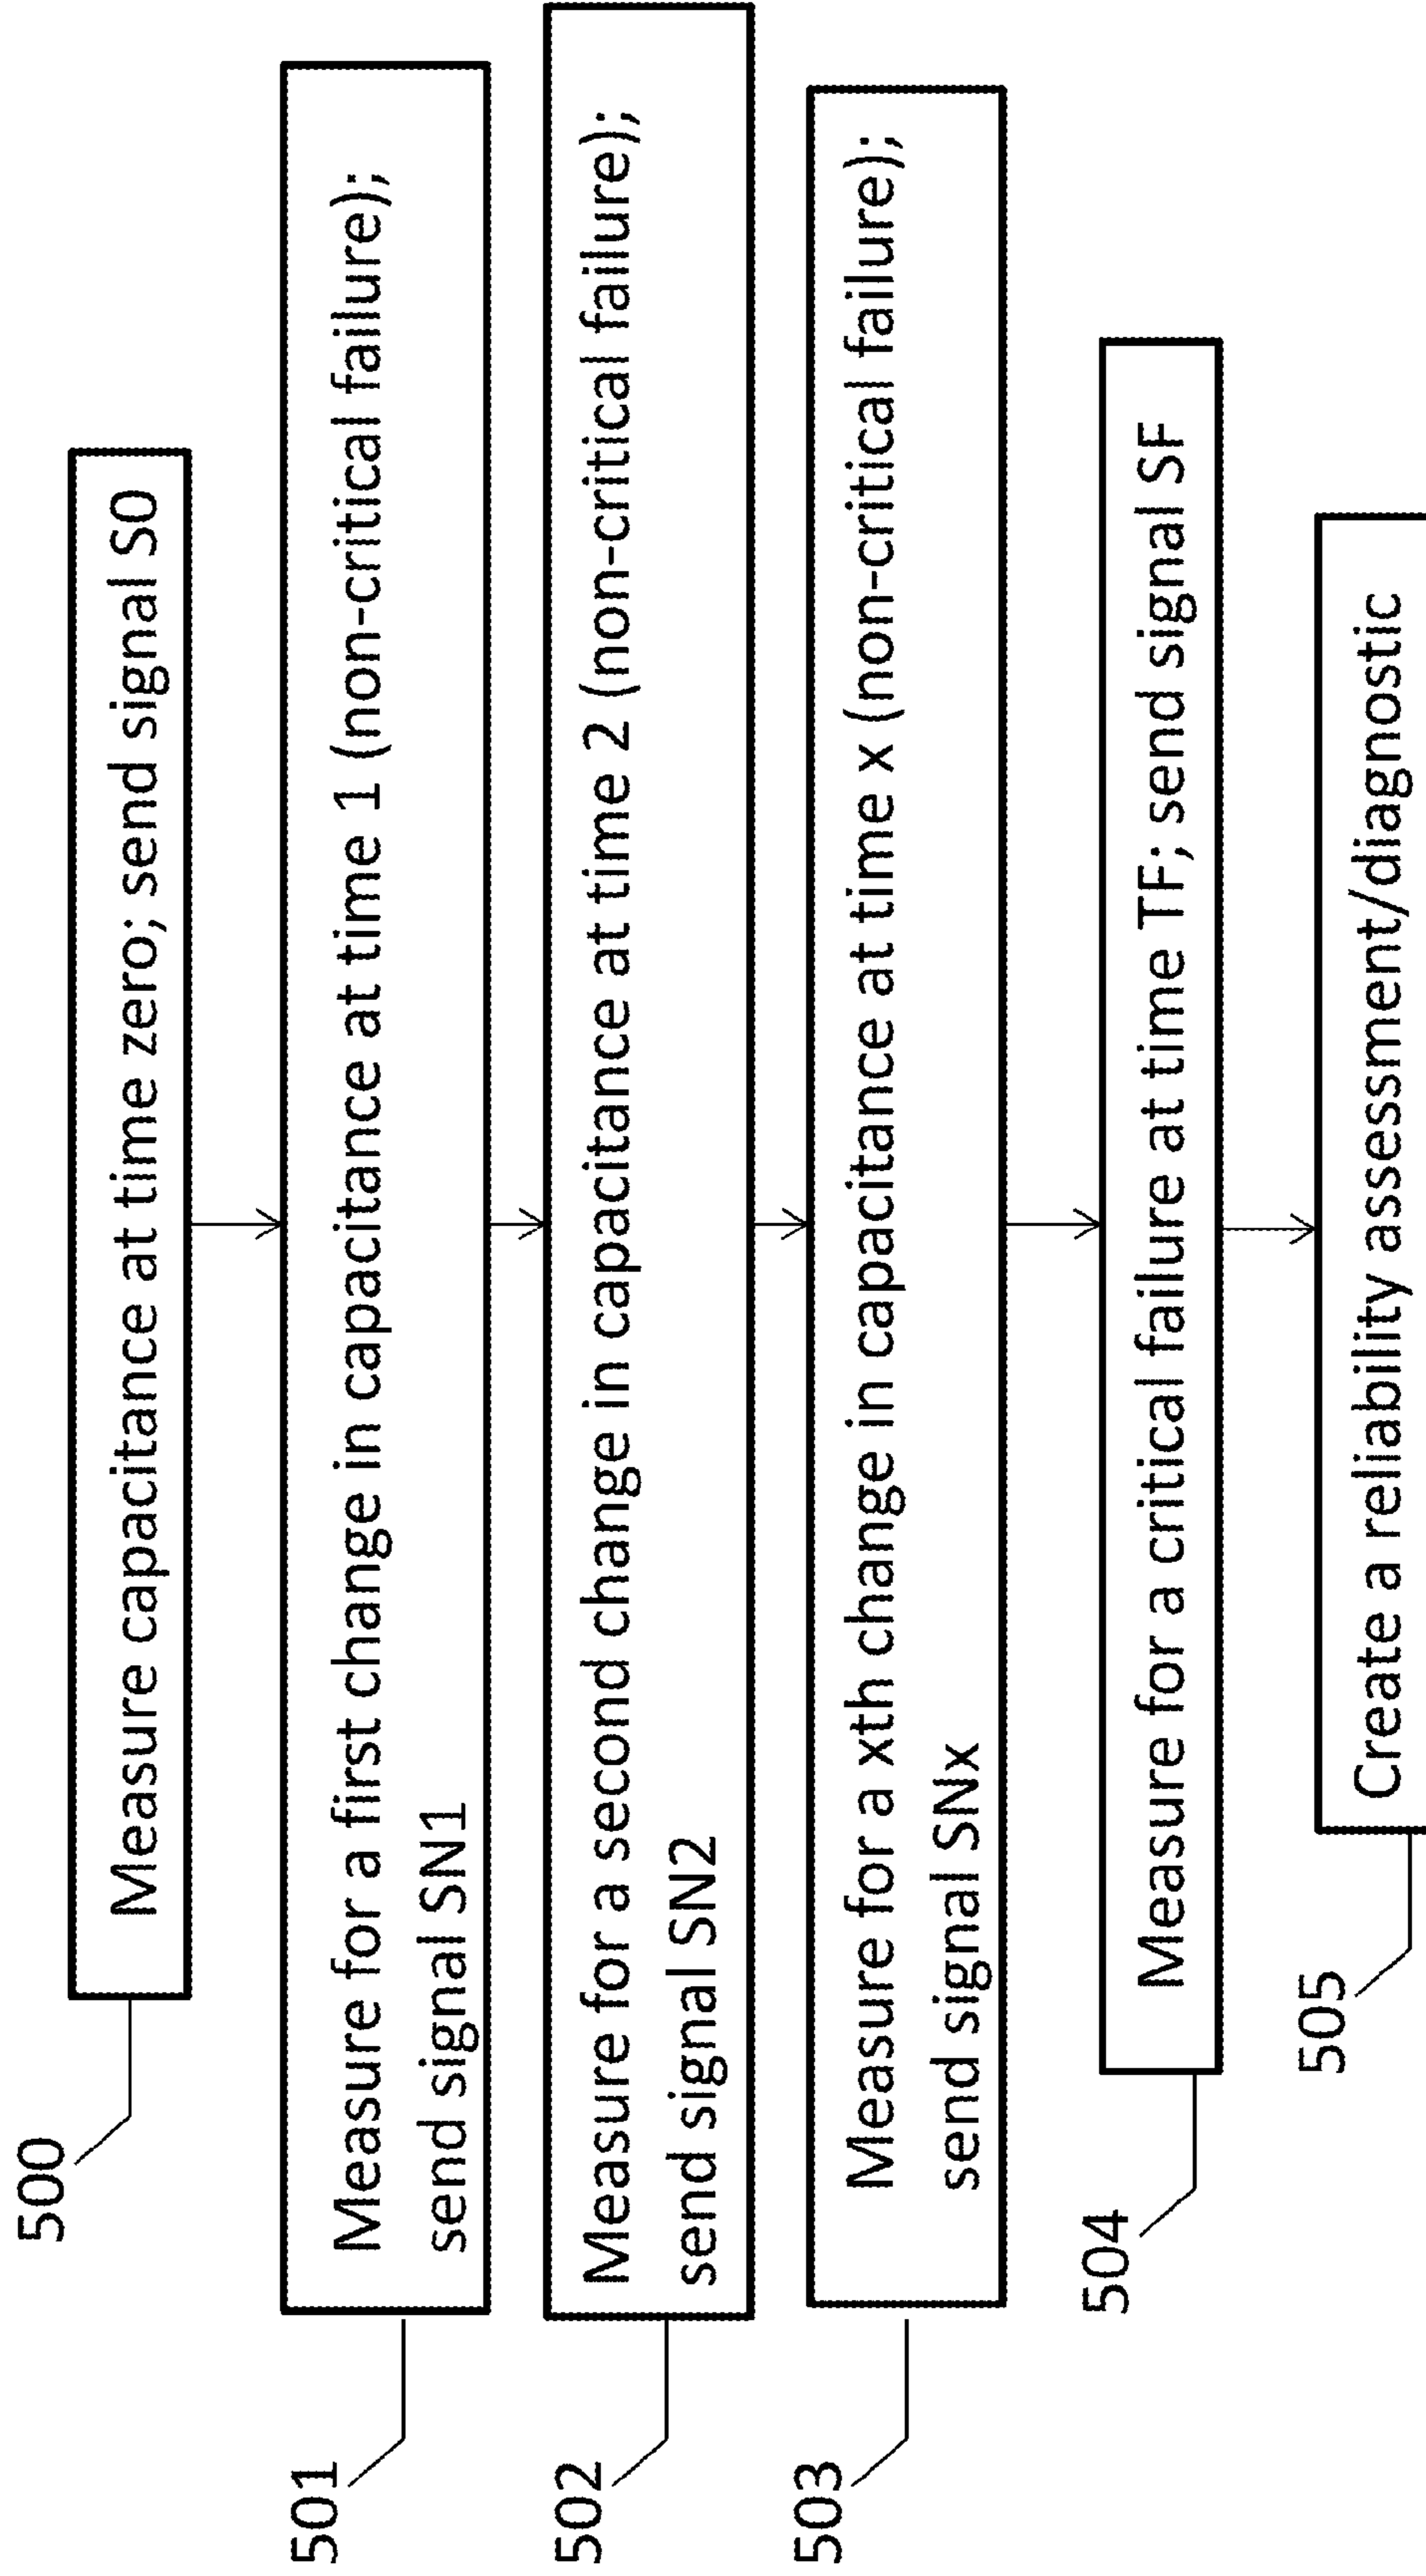 500
Measure capacitance at time zero; send signal S0
501
Measure for a first change in capacitance at time 1 (non-critical failure);
send signal SN1
502
Measure for a second change in capacitance at time 2 (non-critical failure);
send signal SN2
503
Measure for a xth change in capacitance at time x (non-critical failure);
send signal SNx
504
Measure for a critical failure at time TF; send signal SF
505
Create a reliability assessment/diagnostic